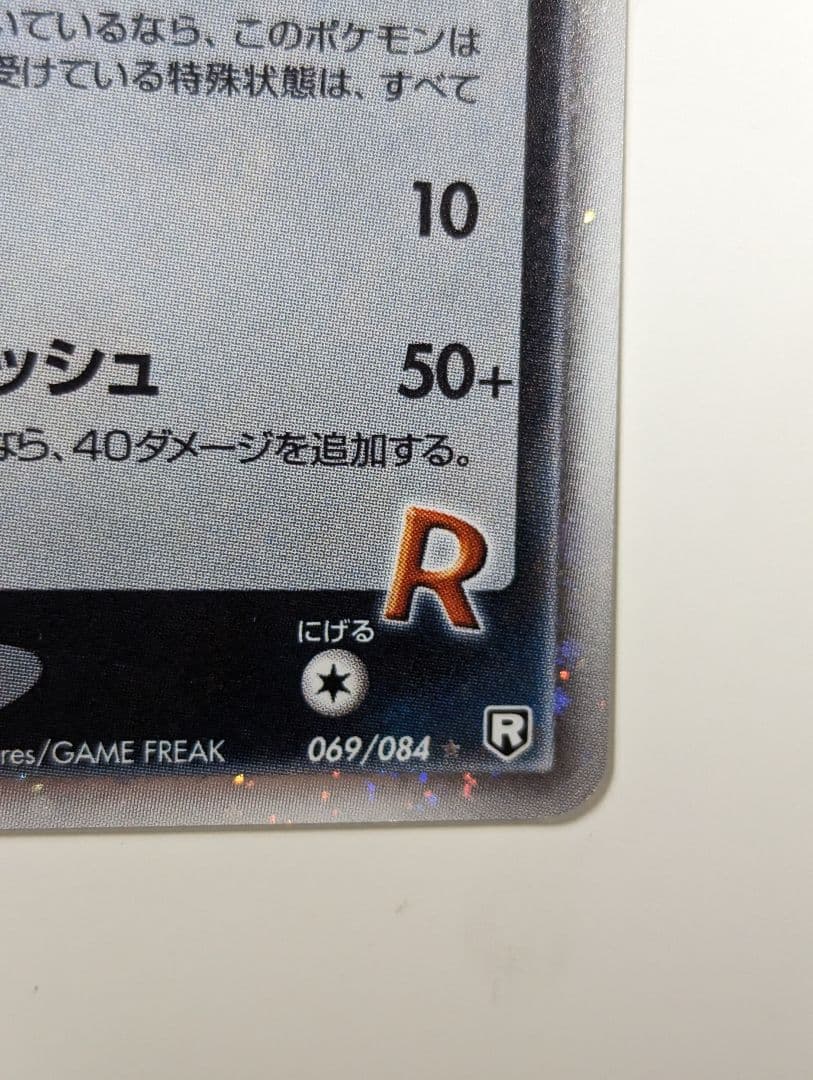 いているなら、このポケモンは
受けている特殊状態は、すべて
10
ッシュ 50+
なら、40ダメージを追加する。
R
にげる
res/GAME FREAK 069/084 ★ R